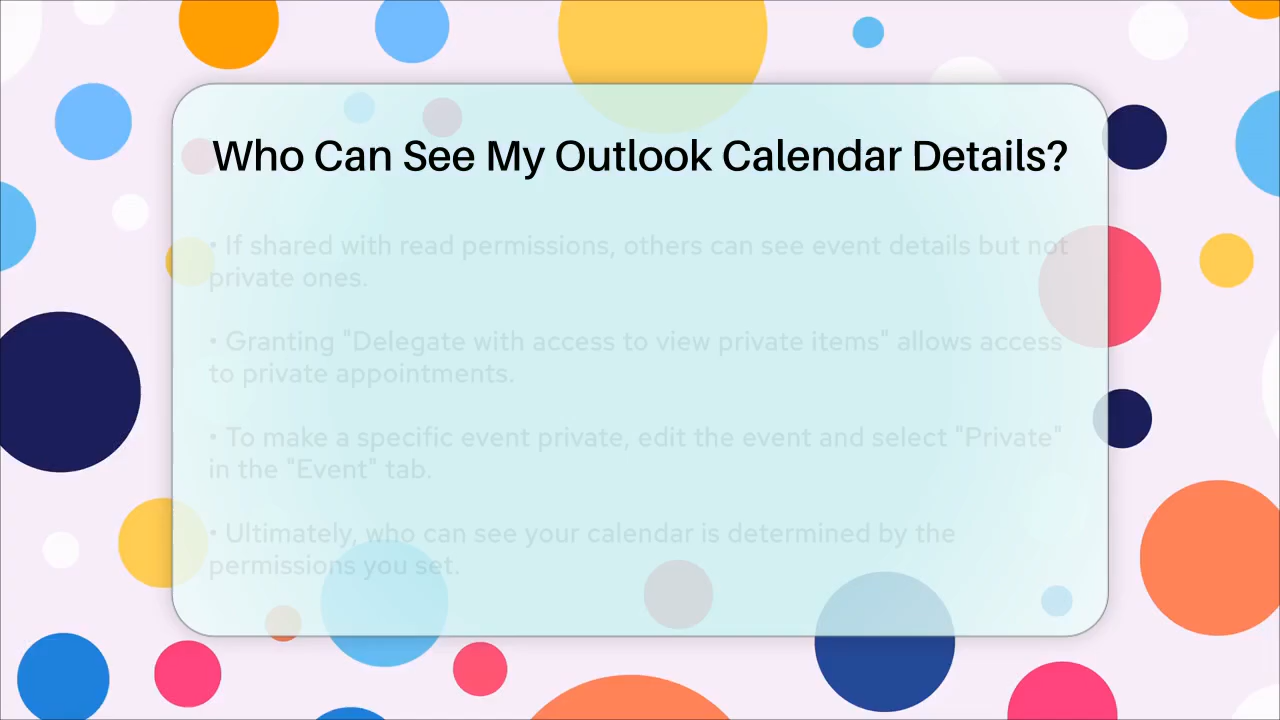 Who Can See My Outlook Calendar Details?
• If shared with read permissions, others can see event details but not
private ones.
• Granting "Delegate with access to view private items" allows access
to private appointments.
• To make a specific event private, edit the event and select "Private"
in the "Event" tab.
• Ultimately, who can see your calendar is determined by the
permissions you set.